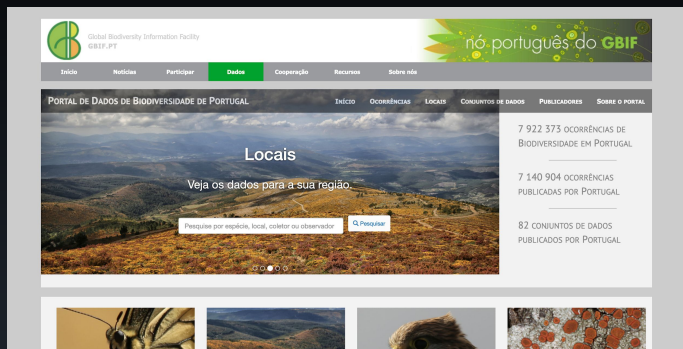 Global Biodiversity Information Facility
GBIF.PT
nó português do GBIF
Início Notícias Participar Dados Cooperação Recursos Sobre nós
Portal de Dados de Biodiversidade de Portugal
Início Ocorrências Locais Conjuntos de dados Publicadores Sobre o portal
Locais
Veja os dados para a sua região.
Pesquise por espécie, local, coletor ou observador
Pesquisar
7 922 373 ocorrências de
Biodiversidade em Portugal
7 140 904 ocorrências
publicadas por Portugal
82 conjuntos de dados
publicados por Portugal